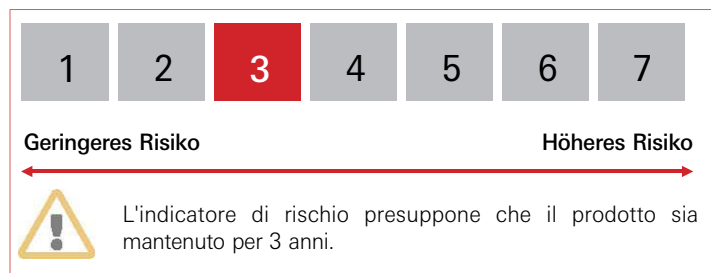 1 2 3 4 5 6 7
Geringeres Risiko Höheres Risiko
L'indicatore di rischio presuppone che il prodotto sia
mantenuto per 3 anni.